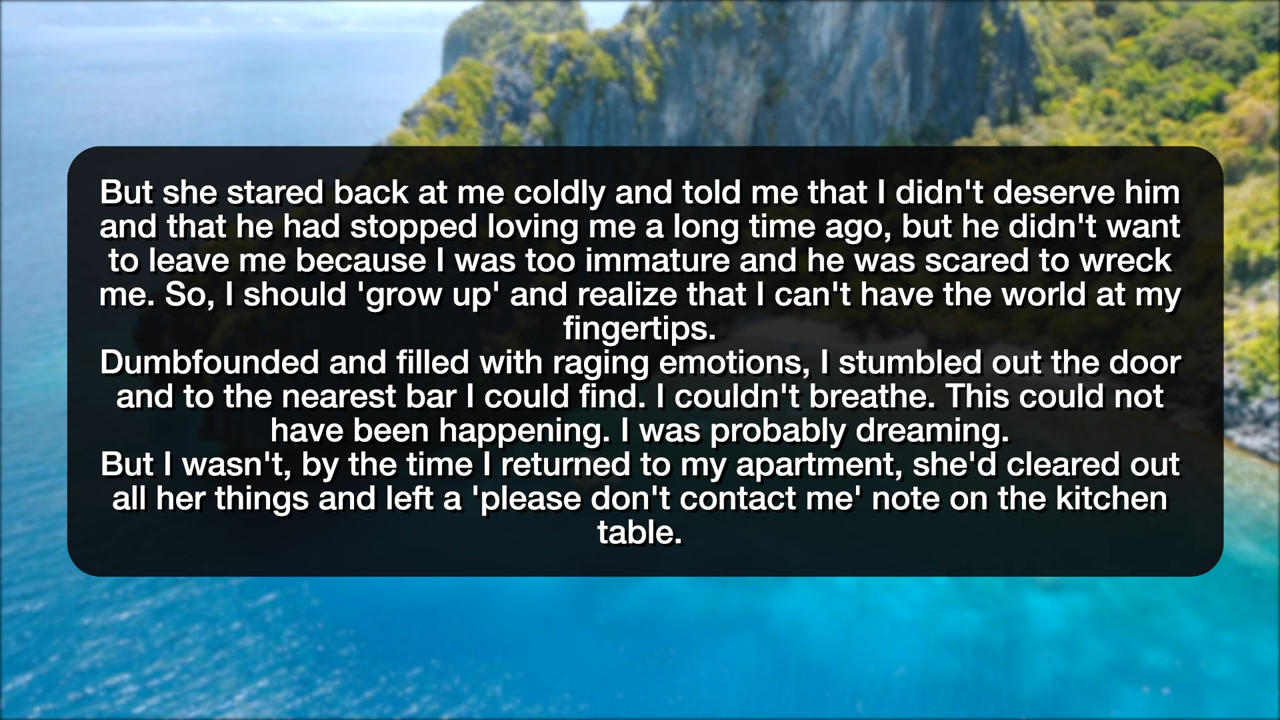 But she stared back at me coldly and told me that I didn't deserve him
and that he had stopped loving me a long time ago, but he didn't want
to leave me because I was too immature and he was scared to wreck
me. So, I should 'grow up' and realize that I can't have the world at my
fingertips.
Dumbfounded and filled with raging emotions, I stumbled out the door
and to the nearest bar I could find. I couldn't breathe. This could not
have been happening. I was probably dreaming.
But I wasn't, by the time I returned to my apartment, she'd cleared out
all her things and left a 'please don't contact me' note on the kitchen
table.